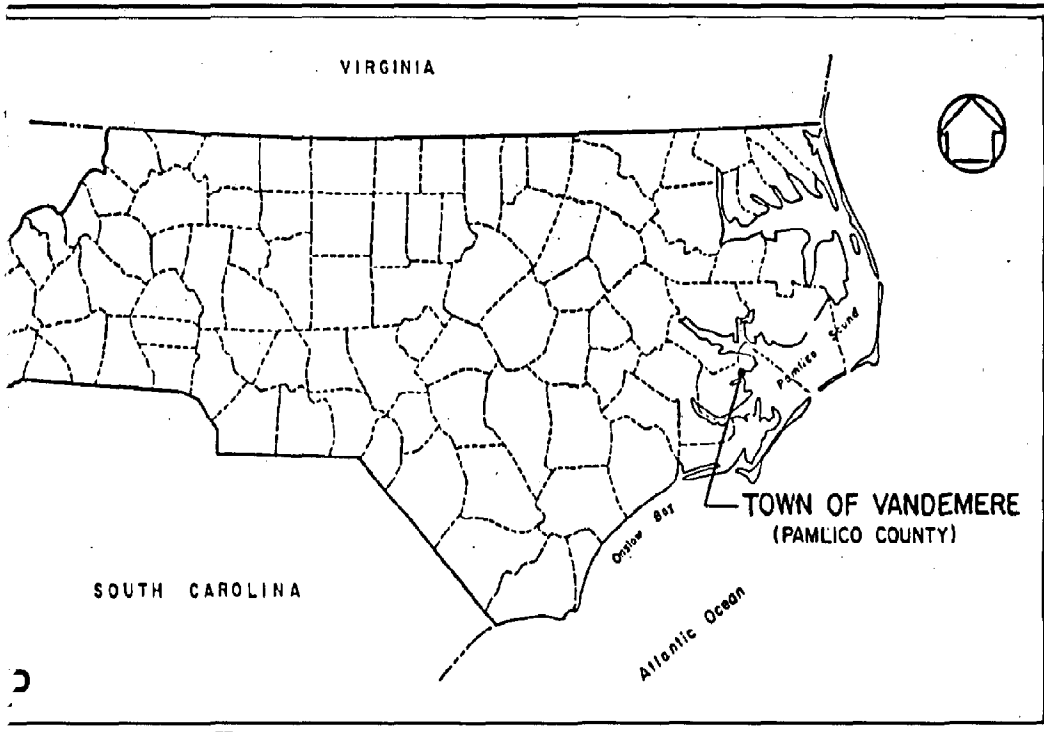 VIRGINIA
Pamlico Sound
TOWN OF VANDEMERE
(PAMLICO COUNTY)
Onslow Bay
SOUTH CAROLINA
Atlantic Ocean